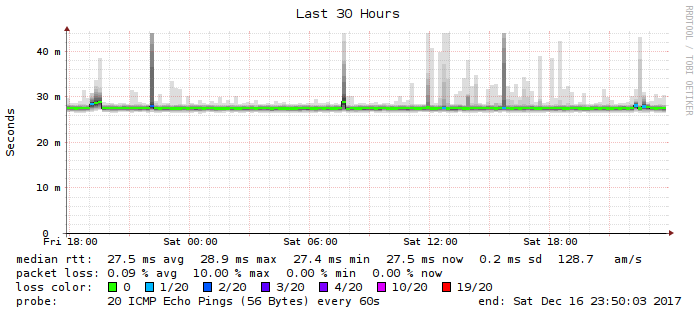 Last 30 Hours
RRDTOOL / TOBI OETIKER
Seconds
40 m
30 m
20 m
10 m
0
Fri 18:00 Sat 00:00 Sat 06:00 Sat 12:00 Sat 18:00
median rtt: 27.5 ms avg 28.9 ms max 27.4 ms min 27.5 ms now 0.2 ms sd 128.7 am/s
packet loss: 0.09 % avg 10.00 % max 0.00 % min 0.00 % now
loss color: 0 1/20 2/20 3/20 4/20 10/20 19/20
probe: 20 ICMP Echo Pings (56 Bytes) every 60s end: Sat Dec 16 23:50:03 2017